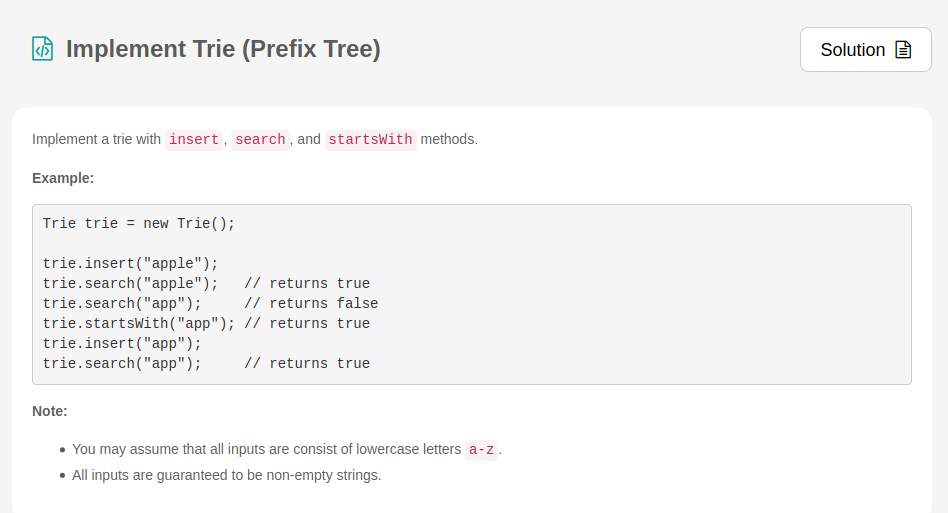 Implement Trie (Prefix Tree)
Solution
Implement a trie with insert, search, and startsWith methods.
Example:
Trie trie = new Trie();

trie.insert("apple");
trie.search("apple");   // returns true
trie.search("app");     // returns false
trie.startsWith("app"); // returns true
trie.insert("app");
trie.search("app");     // returns true
Note:
• You may assume that all inputs are consist of lowercase letters a-z.
• All inputs are guaranteed to be non-empty strings.